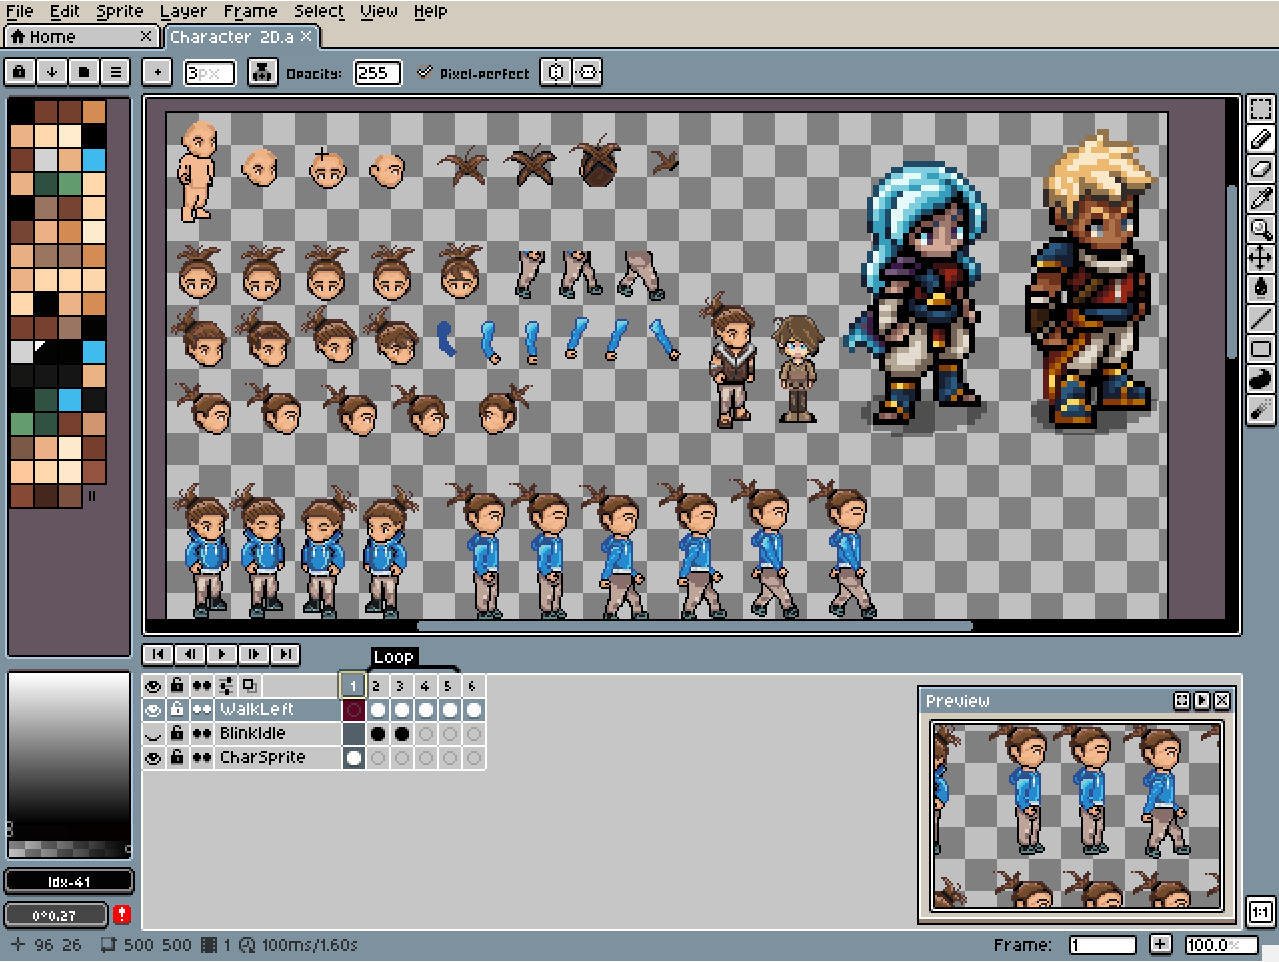 File Edit Sprite Layer Frame Select View Help
Home Character 2D.a
3px Opacity: 255 Pixel-perfect
Loop
1 2 3 4 5 6
WalkLeft
BlinkIdle
CharSprite
Preview
Idx-41
0°0.27
1:1
96 26 500 500 1 100ms/1.60s Frame: 1 100.0%